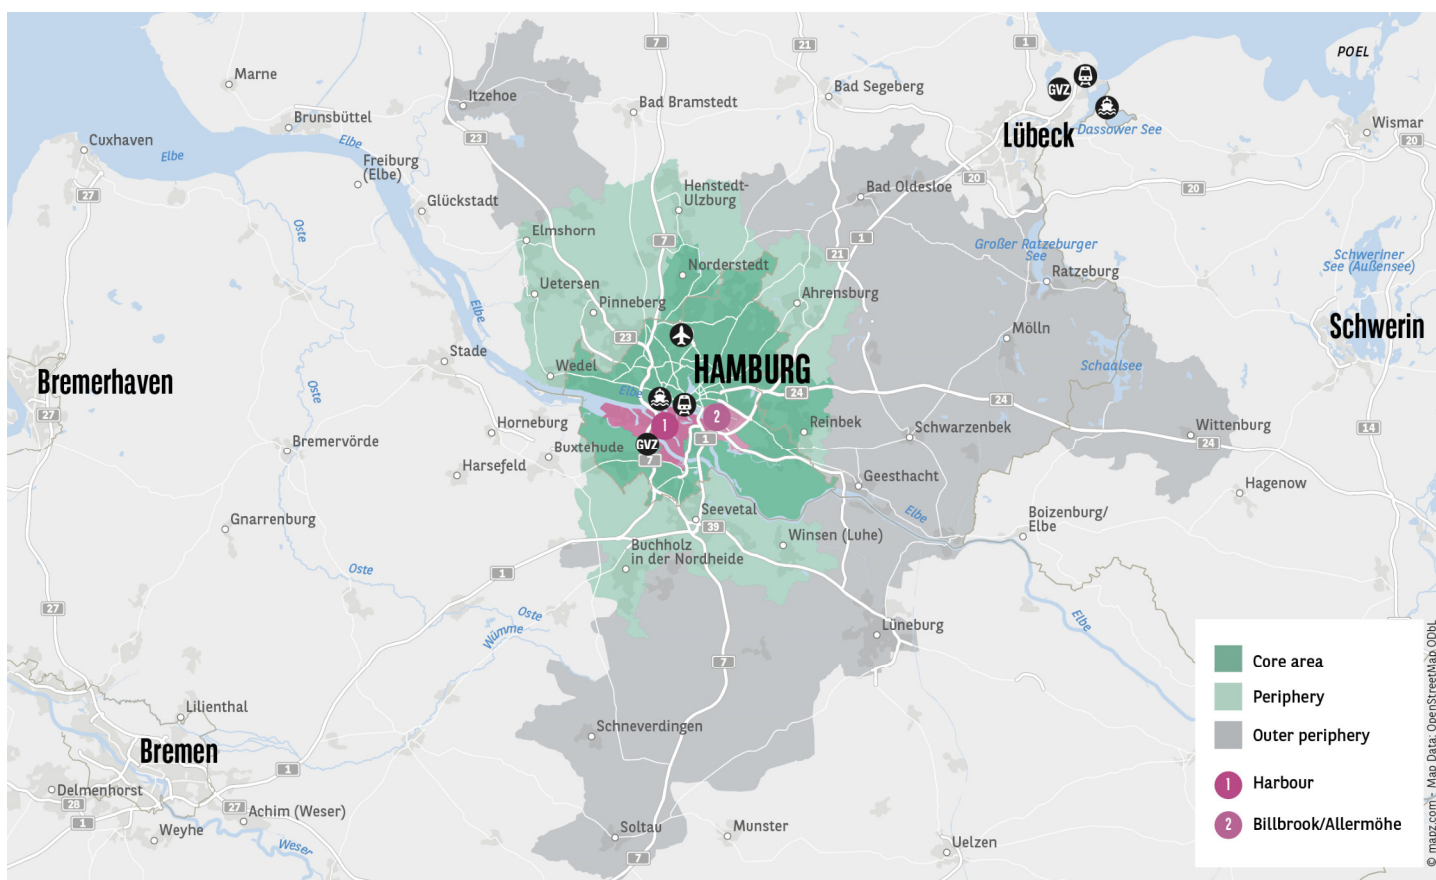 7
21
1
POEL
Marne
Itzehoe
Bad Bramstedt
Bad Segeberg
GVZ
Brunsbüttel
Lübeck
Dassower See
Wismar
Cuxhaven
Elbe
Elbe
23
20
Freiburg
(Elbe)
27
Glückstadt
Henstedt-
Ulzburg
Bad Oldesloe
20
20
Oste
Elmshorn
7
1
21
Großer Ratzeburger
See
Schweriner
See (Außensee)
Norderstedt
Ratzeburg
Uetersen
Pinneberg
Ahrensburg
Elbe
23
Mölln
Schwerin
Stade
Wedel
HAMBURG
Schaalsee
Bremerhaven
Oste
Elbe
24
24
27
Horneburg
1
2
Reinbek
Schwarzenbek
Wittenburg
14
Bremervörde
Buxtehude
GVZ
1
24
Harsefeld
7
Geesthacht
Hagenow
Gnarrenburg
Seevetal
39
Elbe
Boizenburg/
Elbe
Winsen (Luhe)
Buchholz
in der Nordheide
Oste
1
27
Oste
Wümme
Elbe
Lüneburg
7
Lilienthal
Schneverdingen
Bremen
1
Delmenhorst
28
27
Achim (Weser)
1
Weyhe
Weser
Soltau
Munster
Uelzen
7
Core area
Periphery
Outer periphery
1 Harbour
2 Billbrook/Allermöhe
© mapz.com - Map Data: OpenStreetMap ODbL